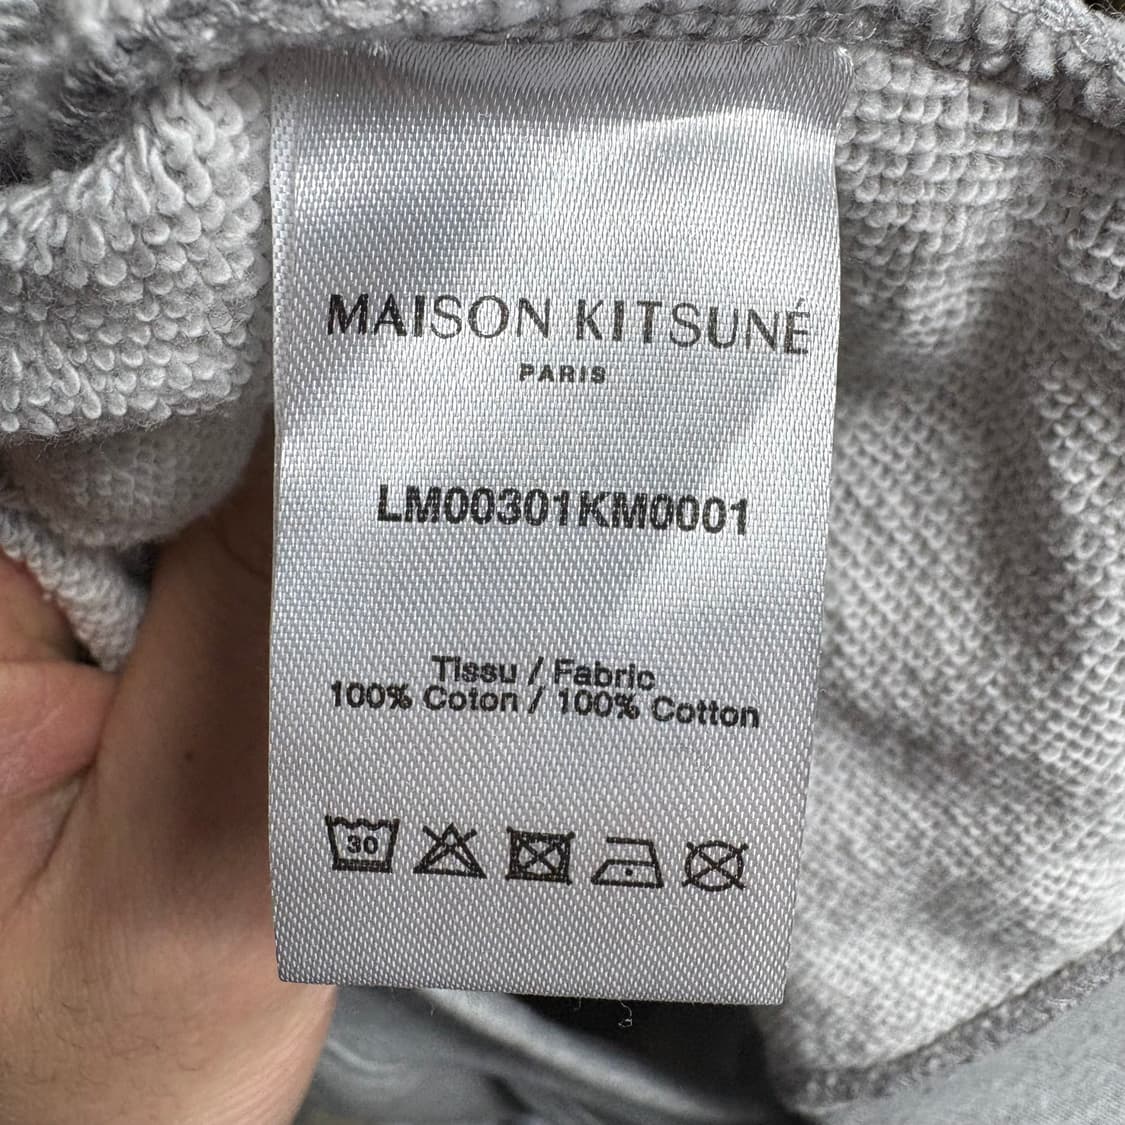 MAISON KITSUNÉ
PARIS
LM00301KM0001
Tissu / Fabric
100% Coton / 100% Cotton
30